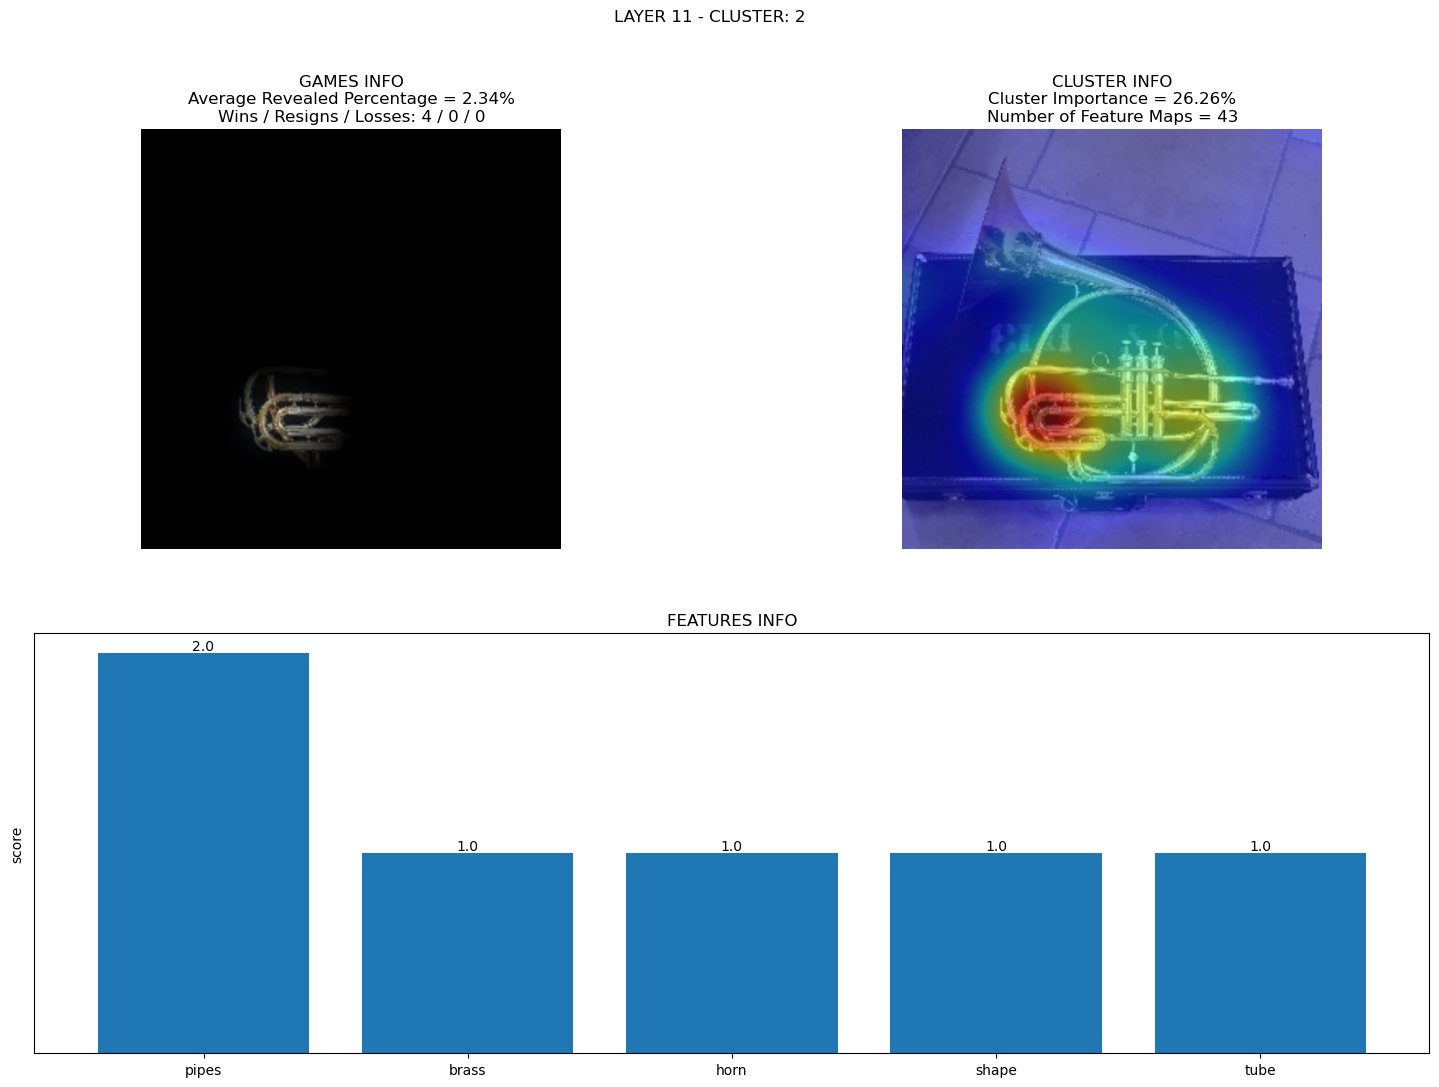 LAYER 11 - CLUSTER: 2
GAMES INFO
Average Revealed Percentage = 2.34%
Wins / Resigns / Losses: 4 / 0 / 0
CLUSTER INFO
Cluster Importance = 26.26%
Number of Feature Maps = 43
FEATURES INFO
score
2.0
1.0
1.0
1.0
1.0
pipes
brass
horn
shape
tube